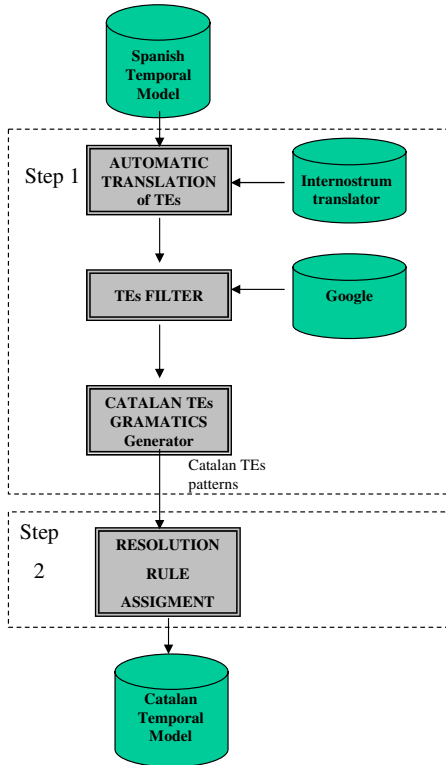 Spanish
Temporal
Model
Step 1
AUTOMATIC
TRANSLATION
of TEs
Internostrum
translator
TEs FILTER
Google
CATALAN TEs
GRAMATICS
Generator
Catalan TEs
patterns
Step
2
RESOLUTION
RULE
ASSIGMENT
Catalan
Temporal
Model